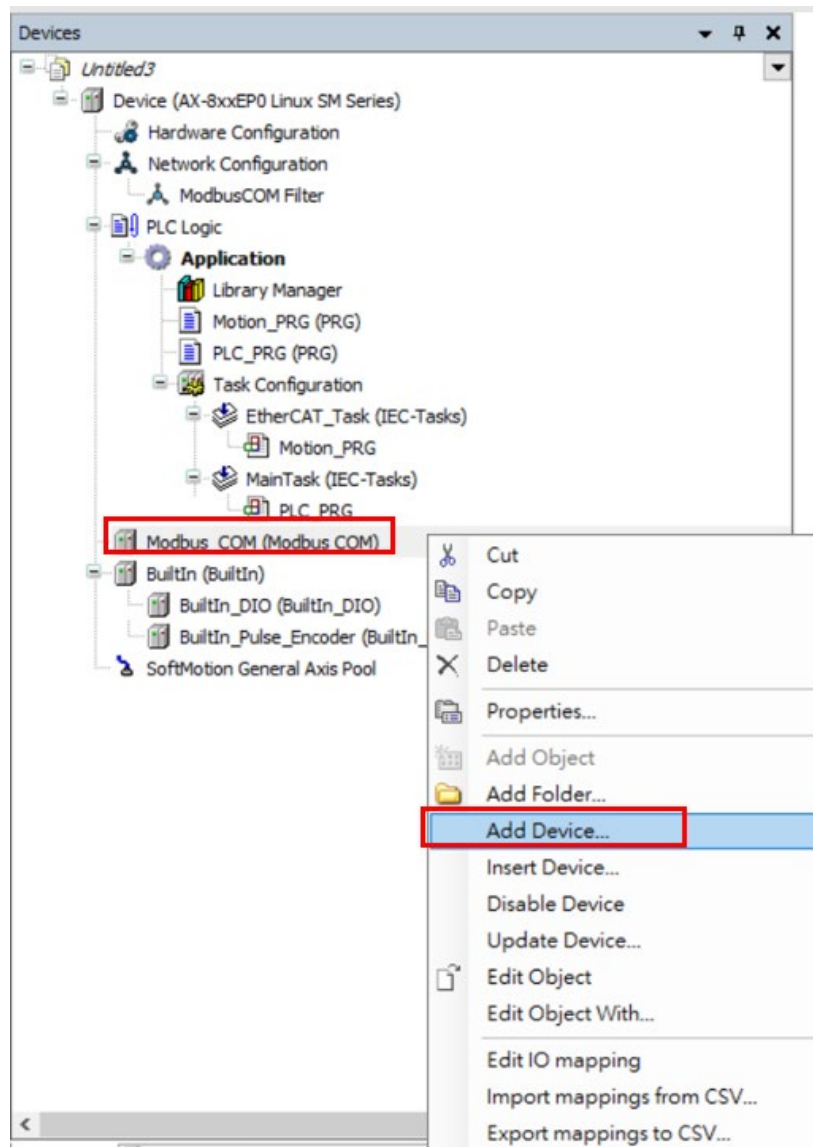 Devices
Untitled3
Device (AX-8xxEP0 Linux SM Series)
Hardware Configuration
Network Configuration
ModbusCOM Filter
PLC Logic
Application
Library Manager
Motion_PRG (PRG)
PLC_PRG (PRG)
Task Configuration
EtherCAT_Task (IEC-Tasks)
Motion_PRG
MainTask (IEC-Tasks)
PLC_PRG
Modbus_COM (Modbus COM)
BuiltIn (BuiltIn)
BuiltIn_DIO (BuiltIn_DIO)
BuiltIn_Pulse_Encoder (BuiltIn_
SoftMotion General Axis Pool
Cut
Copy
Paste
Delete
Properties...
Add Object
Add Folder...
Add Device...
Insert Device...
Disable Device
Update Device...
Edit Object
Edit Object With...
Edit IO mapping
Import mappings from CSV...
Export mappings to CSV...